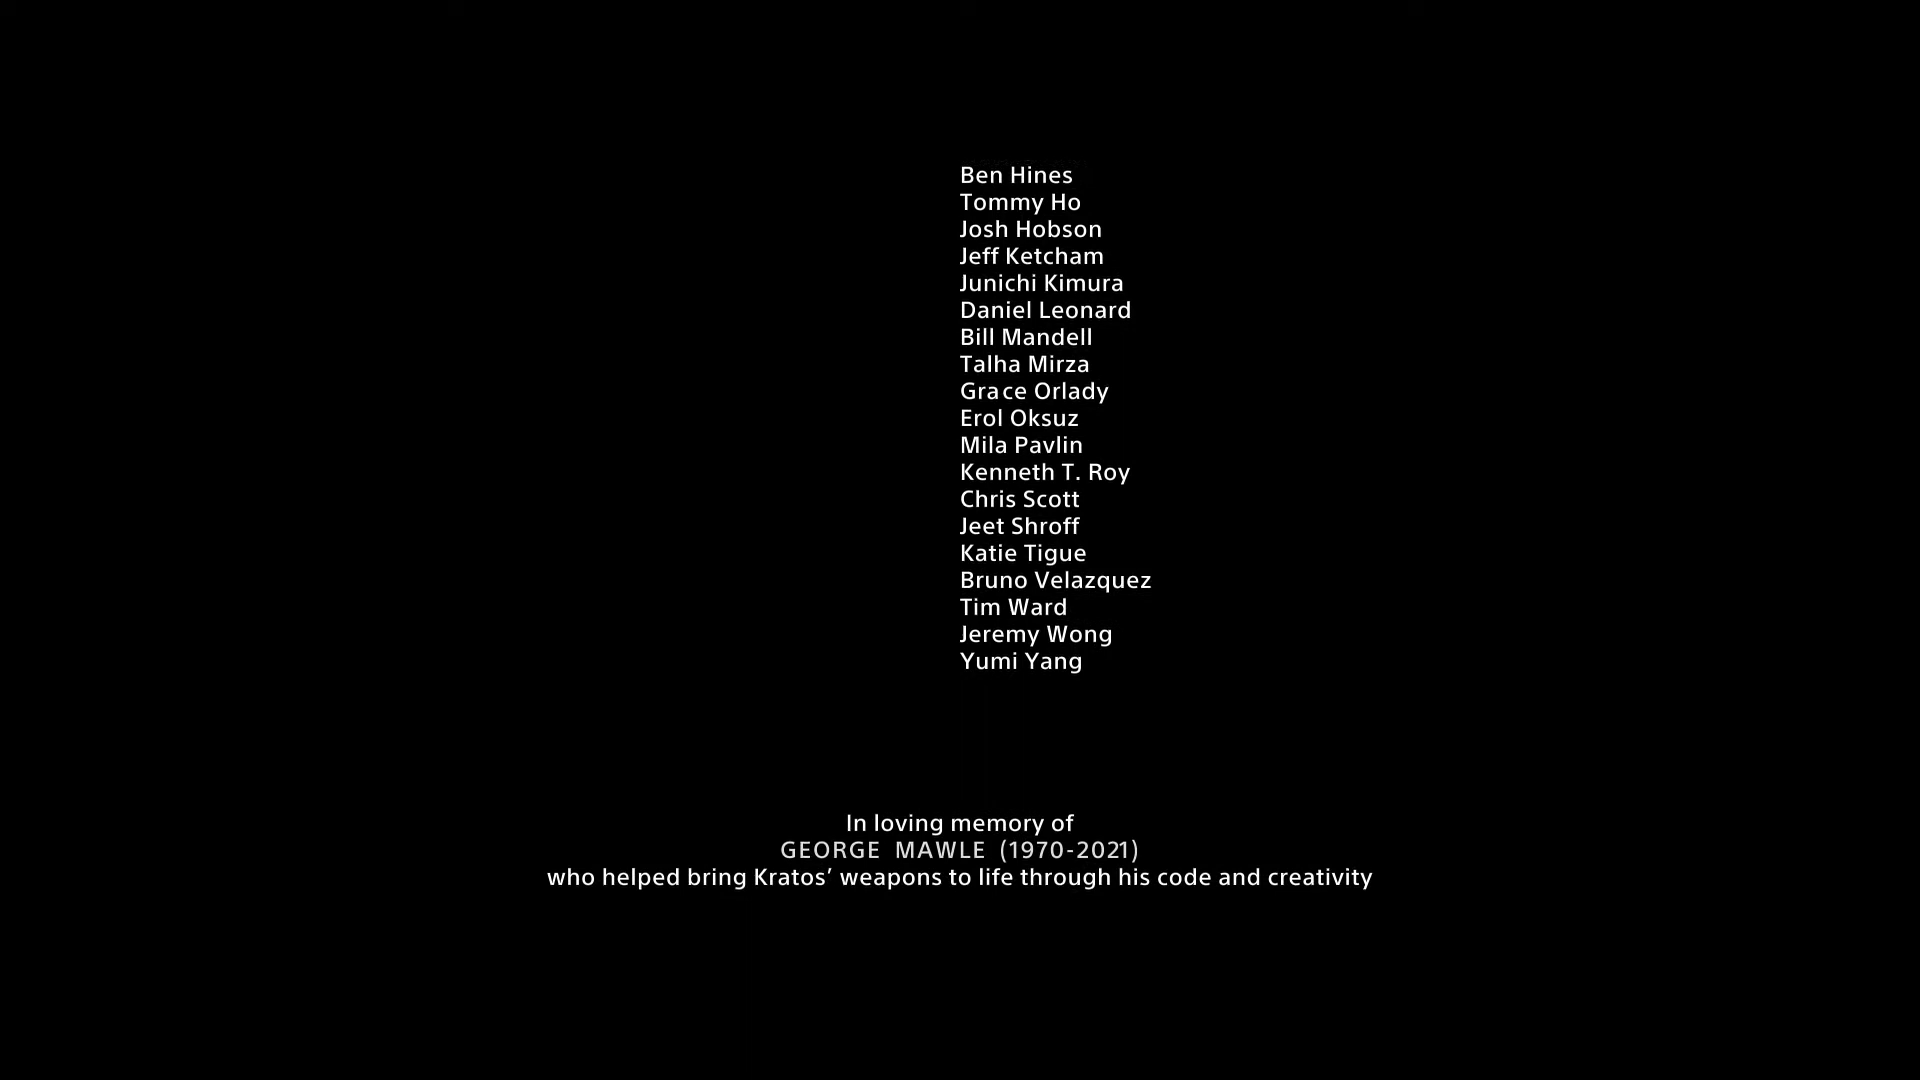 Ben Hines
Tommy Ho
Josh Hobson
Jeff Ketcham
Junichi Kimura
Daniel Leonard
Bill Mandell
Talha Mirza
Grace Orlady
Erol Oksuz
Mila Pavlin
Kenneth T. Roy
Chris Scott
Jeet Shroff
Katie Tigue
Bruno Velazquez
Tim Ward
Jeremy Wong
Yumi Yang
In loving memory of
GEORGE MAWLE (1970-2021)
who helped bring Kratos’ weapons to life through his code and creativity